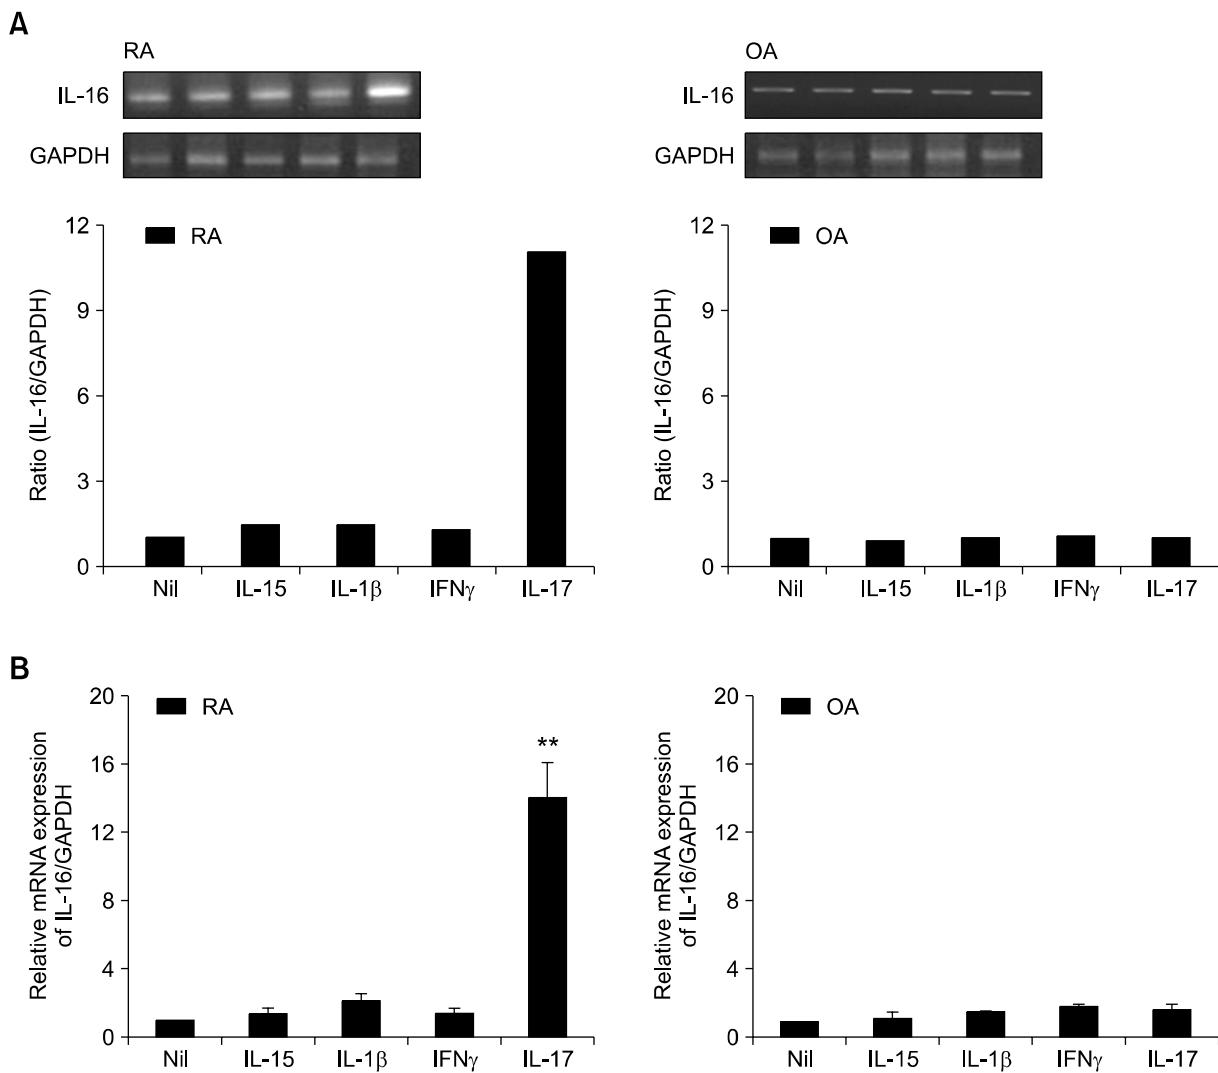 A
RA
IL-16
GAPDH
OA
IL-16
GAPDH
RA
Ratio (IL-16/GAPDH)
12
9
6
3
0
Nil
IL-15
IL-1β
IFNγ
IL-17
OA
Ratio (IL-16/GAPDH)
12
9
6
3
0
Nil
IL-15
IL-1β
IFNγ
IL-17
B
RA
Relative mRNA expression
of IL-16/GAPDH
20
16
12
8
4
0
**
Nil
IL-15
IL-1β
IFNγ
IL-17
OA
Relative mRNA expression
of IL-16/GAPDH
20
16
12
8
4
0
Nil
IL-15
IL-1β
IFNγ
IL-17